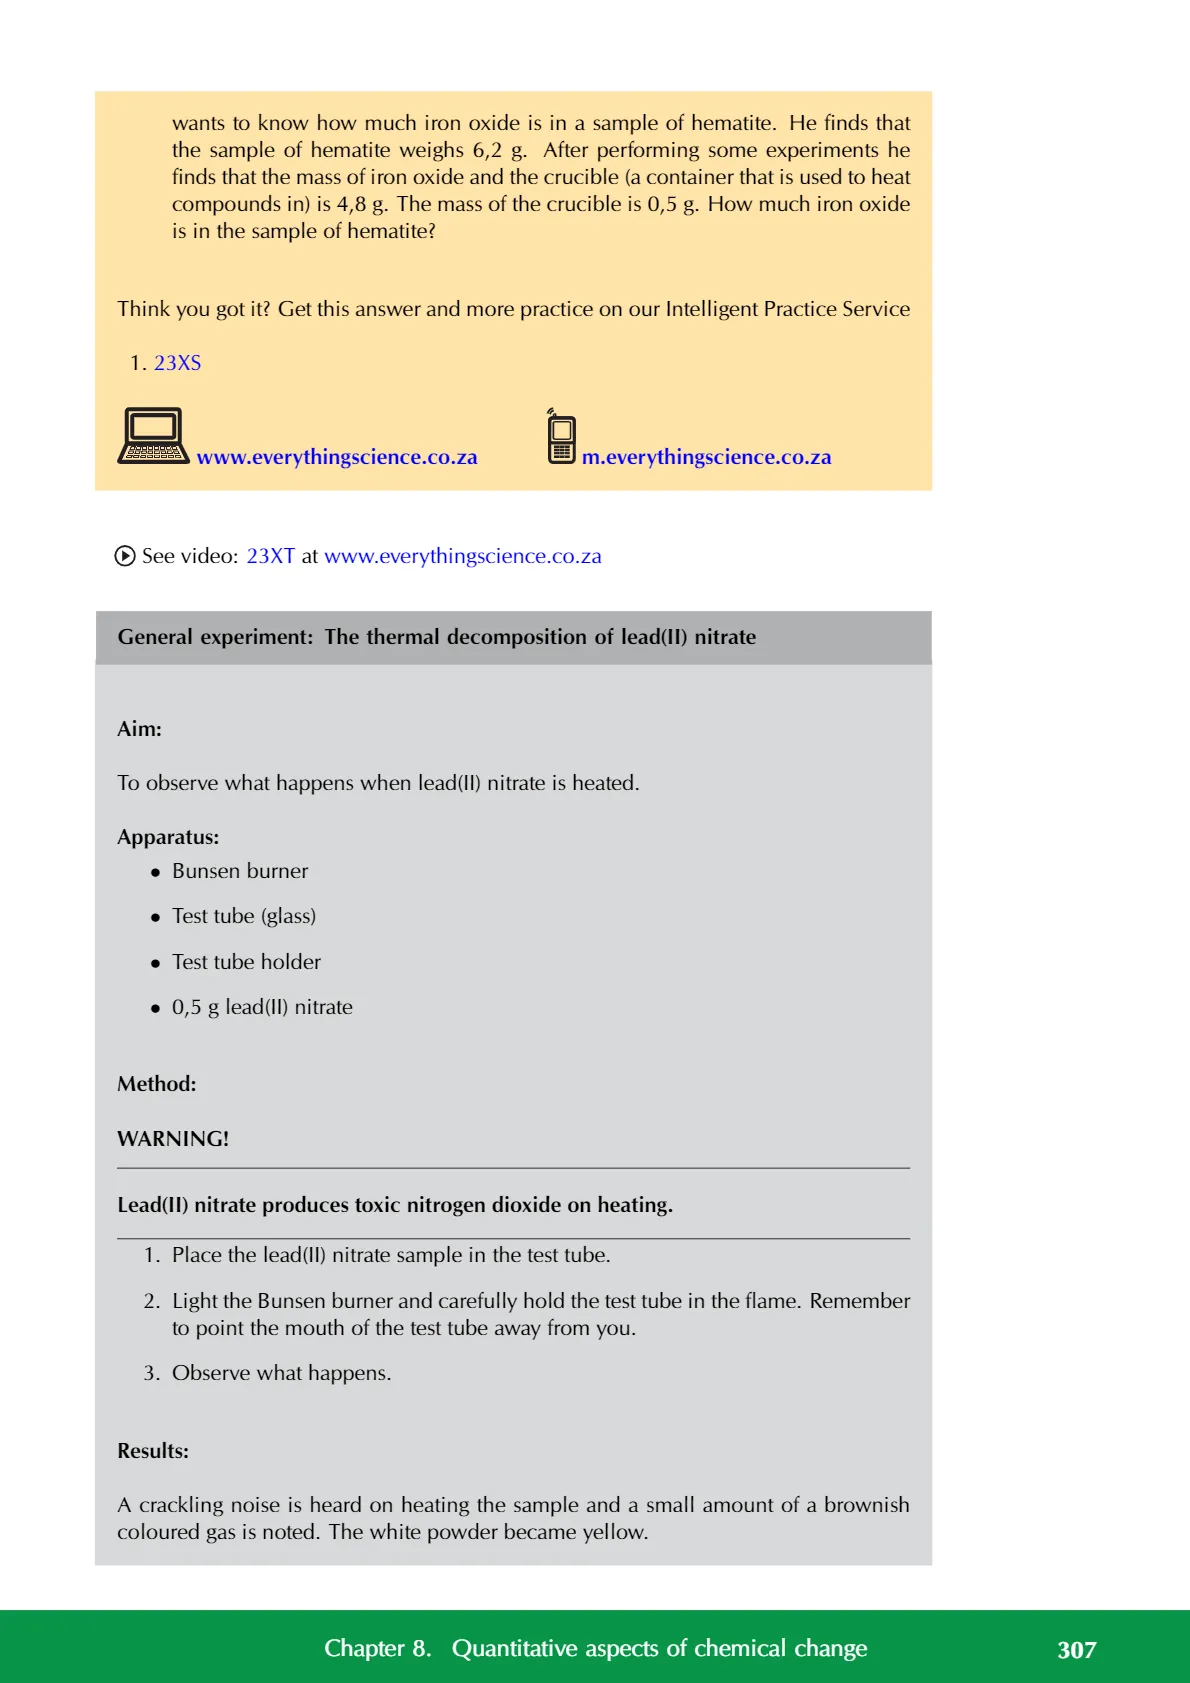 wants to know how much iron oxide is in a sample of hematite. He finds that
the sample of hematite weighs 6,2 g. After performing some experiments he
finds that the mass of iron oxide and the crucible (a container that is used to heat
compounds in) is 4,8 g. The mass of the crucible is 0,5 g. How much iron oxide
is in the sample of hematite?
Think you got it? Get this answer and more practice on our Intelligent Practice Service
1. 23XS
www.everythingscience.co.za m.everythingscience.co.za
See video: 23XT at www.everythingscience.co.za
General experiment: The thermal decomposition of lead(II) nitrate
Aim:
To observe what happens when lead(II) nitrate is heated.
Apparatus:
• Bunsen burner
• Test tube (glass)
• Test tube holder
• 0,5 g lead(II) nitrate
Method:
WARNING!
Lead(II) nitrate produces toxic nitrogen dioxide on heating.
1. Place the lead(II) nitrate sample in the test tube.
2. Light the Bunsen burner and carefully hold the test tube in the flame. Remember
to point the mouth of the test tube away from you.
3. Observe what happens.
Results:
A crackling noise is heard on heating the sample and a small amount of a brownish
coloured gas is noted. The white powder became yellow.
Chapter 8. Quantitative aspects of chemical change 307